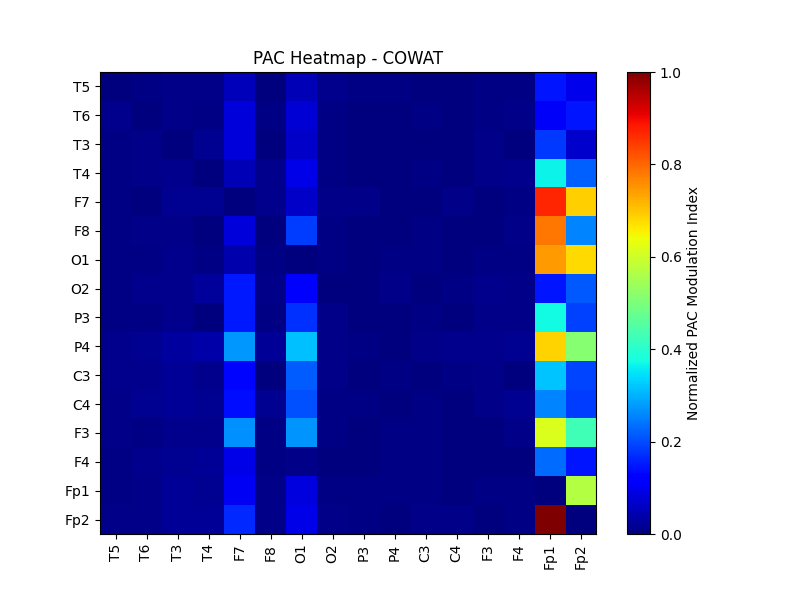 PAC Heatmap - COWAT
T5
T6
T3
T4
F7
F8
O1
O2
P3
P4
C3
C4
F3
F4
Fp1
Fp2
T5 T6 T3 T4 F7 F8 O1 O2 P3 P4 C3 C4 F3 F4 Fp1 Fp2
1.0
0.8
0.6
0.4
0.2
0.0
Normalized PAC Modulation Index